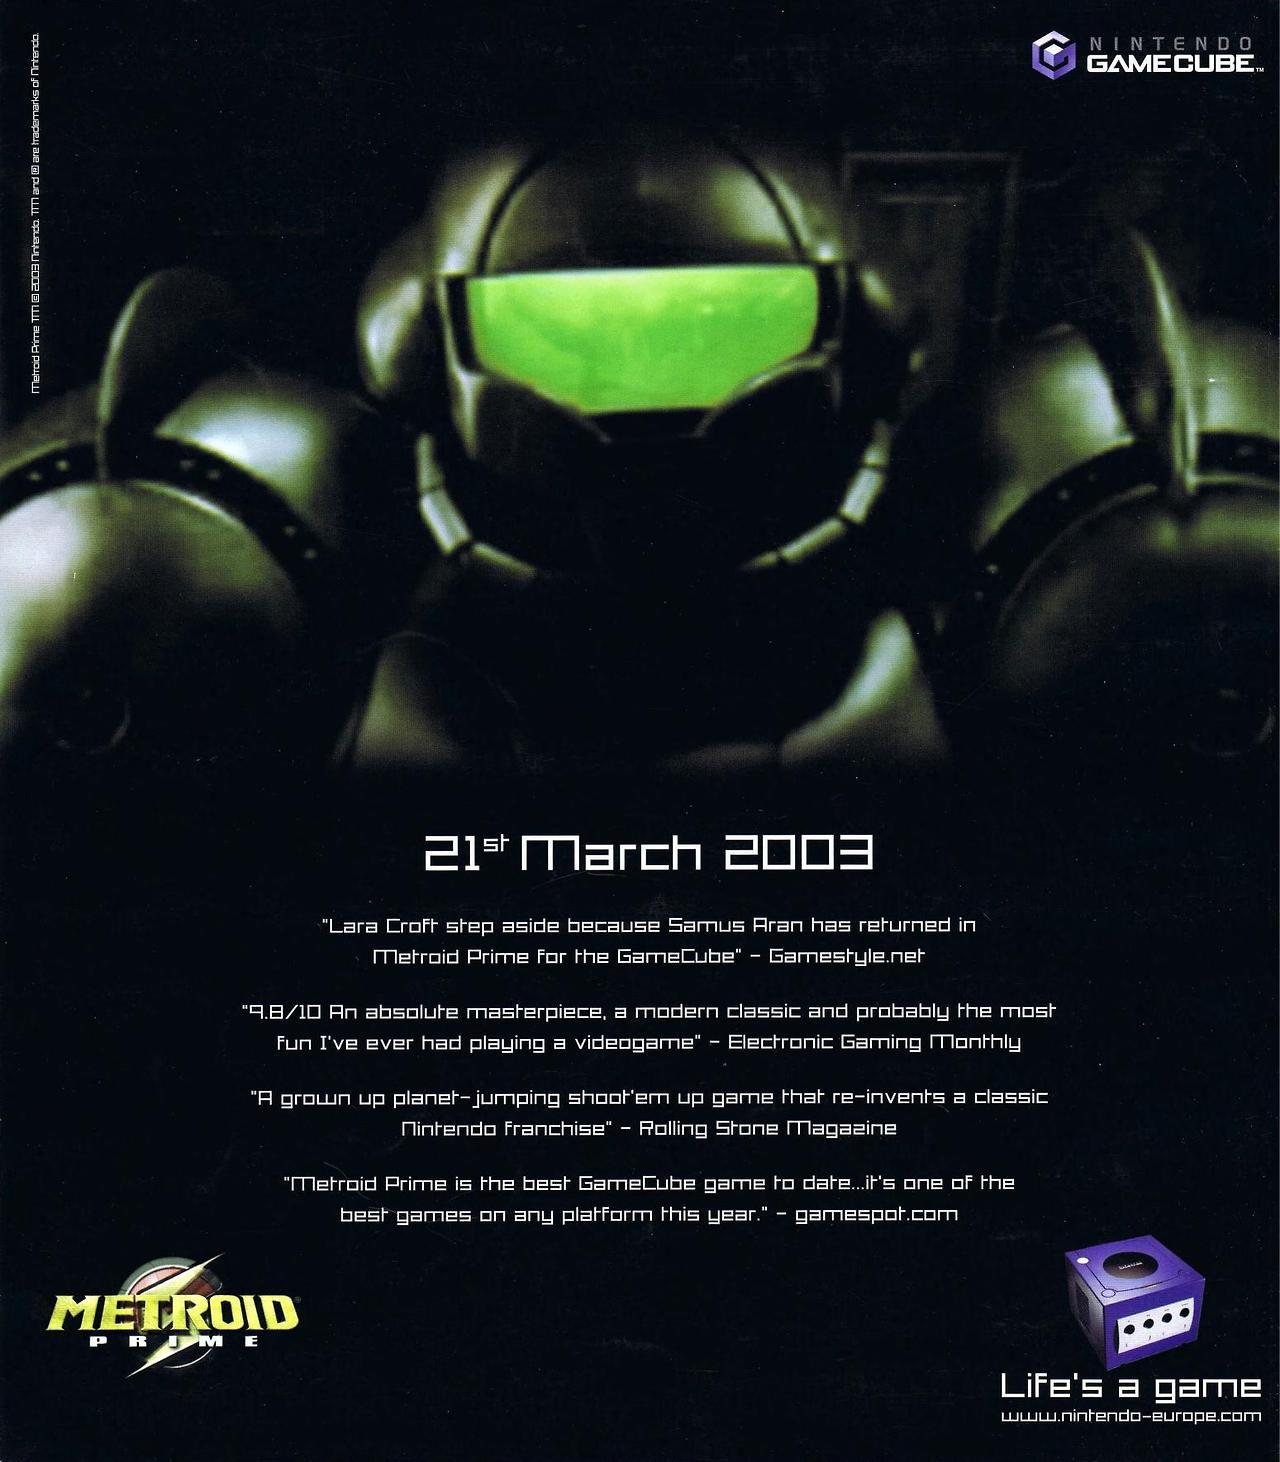 Metroid Prime TM © 2003 Nintendo. TM and ® are trademarks of Nintendo.
NINTENDO
GAMECUBE™
21st March 2003
"Lara Croft step aside because Samus Aran has returned in
Metroid Prime for the GameCube" - Gamestyle.net
"9.8/10 An absolute masterpiece, a modern classic and probably the most
fun I've ever had playing a videogame" - Electronic Gaming Monthly
"A grown up planet-jumping shoot'em up game that re-invents a classic
Nintendo franchise" - Rolling Stone Magazine
"Metroid Prime is the best GameCube game to date...it's one of the
best games on any platform this year." - gamespot.com
METROID
PRIME
Life's a game
www.nintendo-europe.com